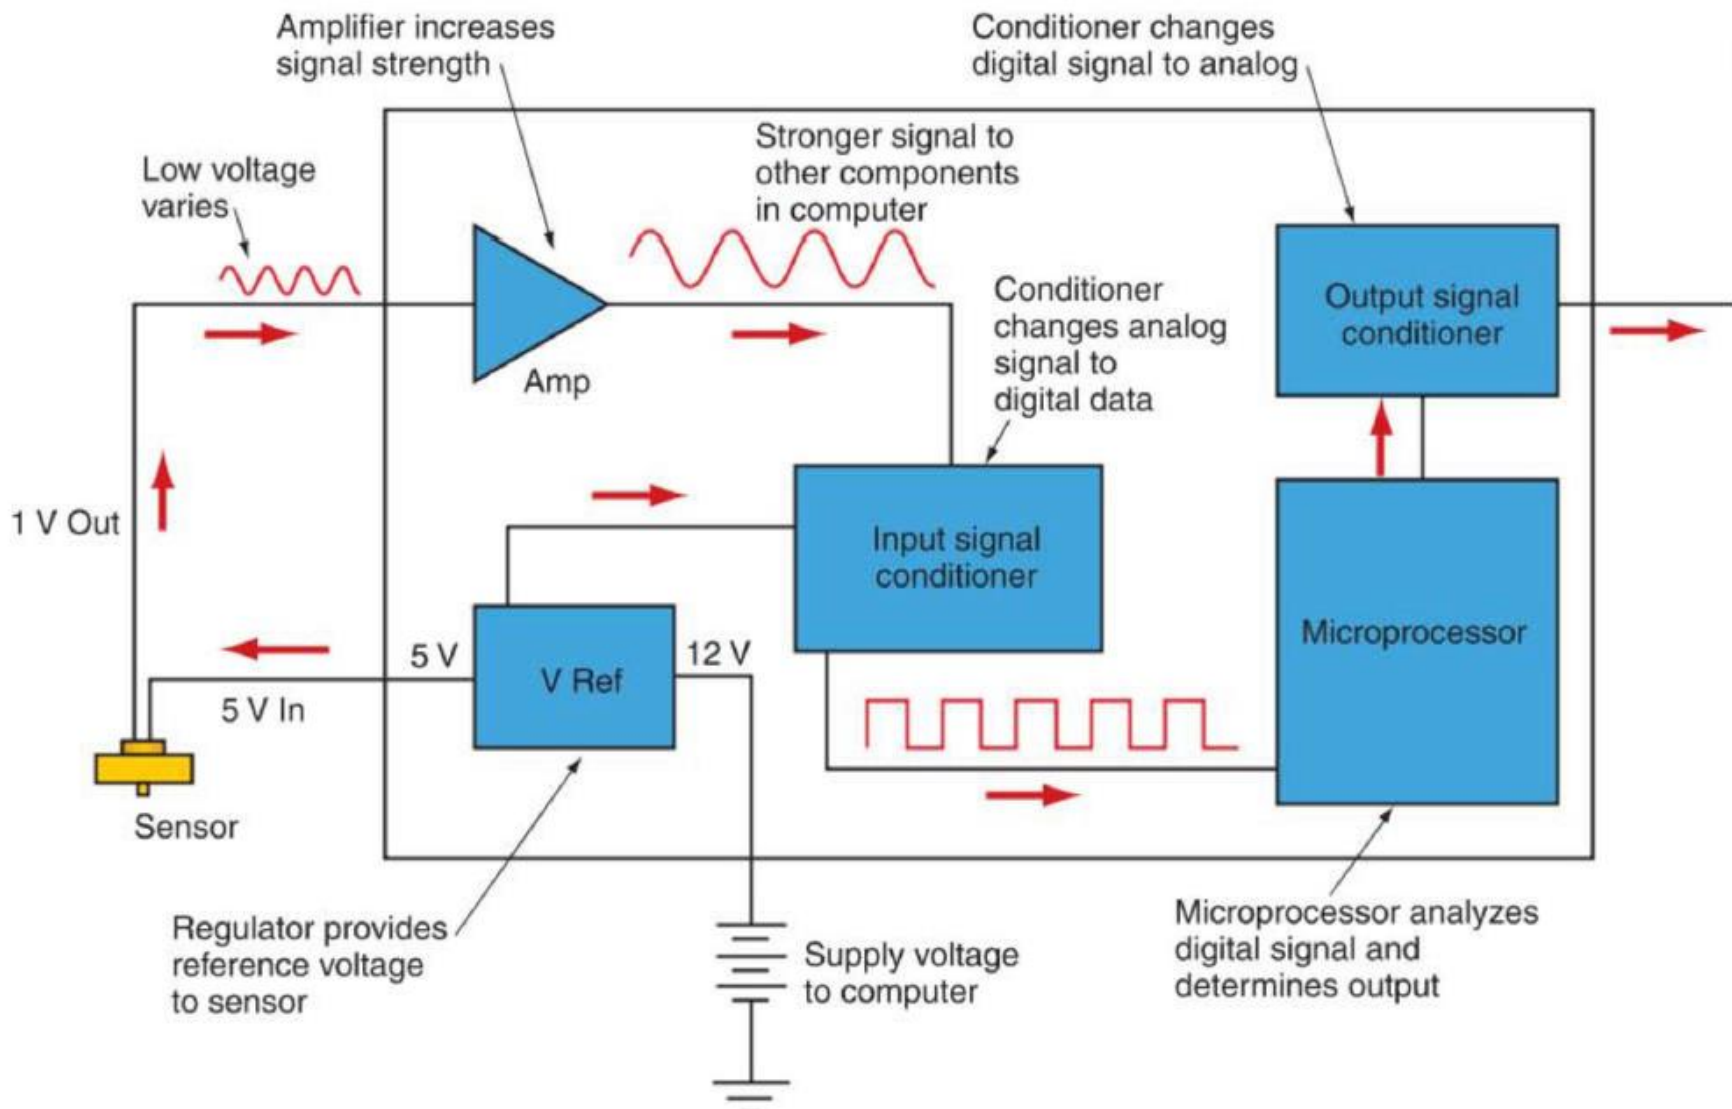 Amplifier increases
signal strength
Conditioner changes
digital signal to analog
Low voltage
varies
Stronger signal to
other components
in computer
Amp
Conditioner
changes analog
signal to
digital data
Output signal
conditioner
1 V Out
Input signal
conditioner
Microprocessor
5 V
12 V
V Ref
5 V In
Sensor
Regulator provides
reference voltage
to sensor
Supply voltage
to computer
Microprocessor analyzes
digital signal and
determines output